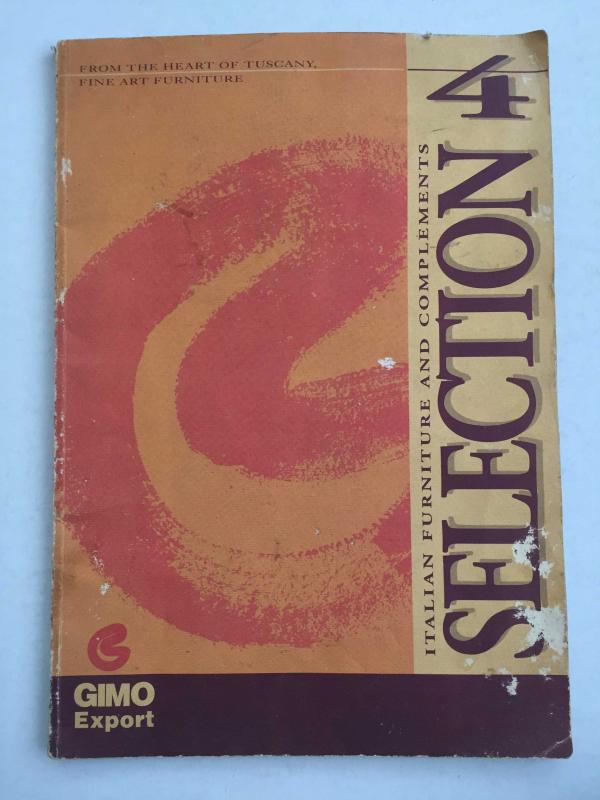 FROM THE HEART OF TUSCANY,
FINE ART FURNITURE
ITALIAN FURNITURE AND COMPLEMENTS
SELECTION 4
GIMO
Export